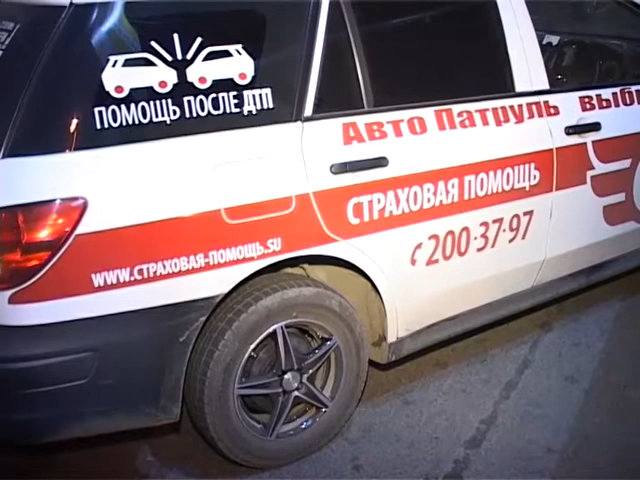 ПОМОЩЬ ПОСЛЕ ДТП
Авто Патруль
СТРАХОВАЯ ПОМОЩЬ
200-37-97
WWW.СТРАХОВАЯ-ПОМОЩЬ.SU